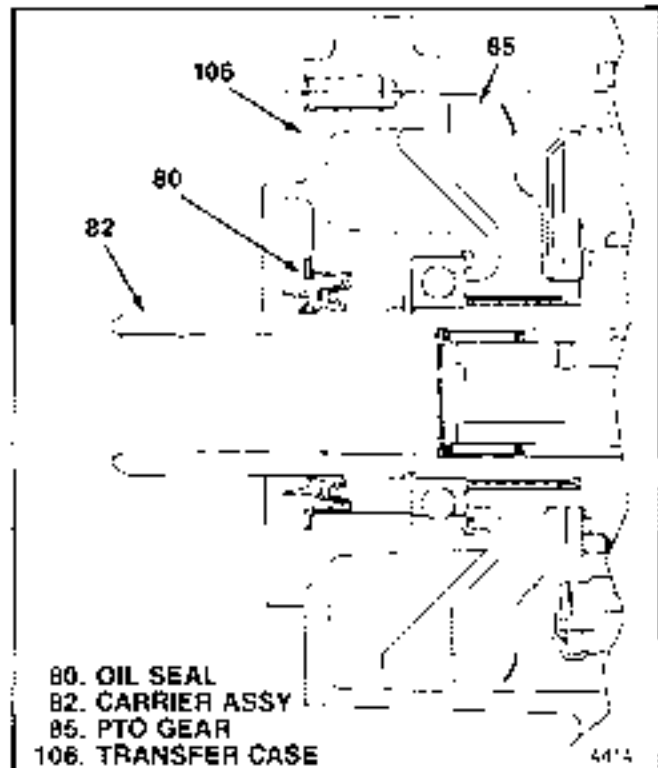 106
85
80
82
80. OIL SEAL
82. CARRIER ASSY
85. PTO GEAR
106. TRANSFER CASE